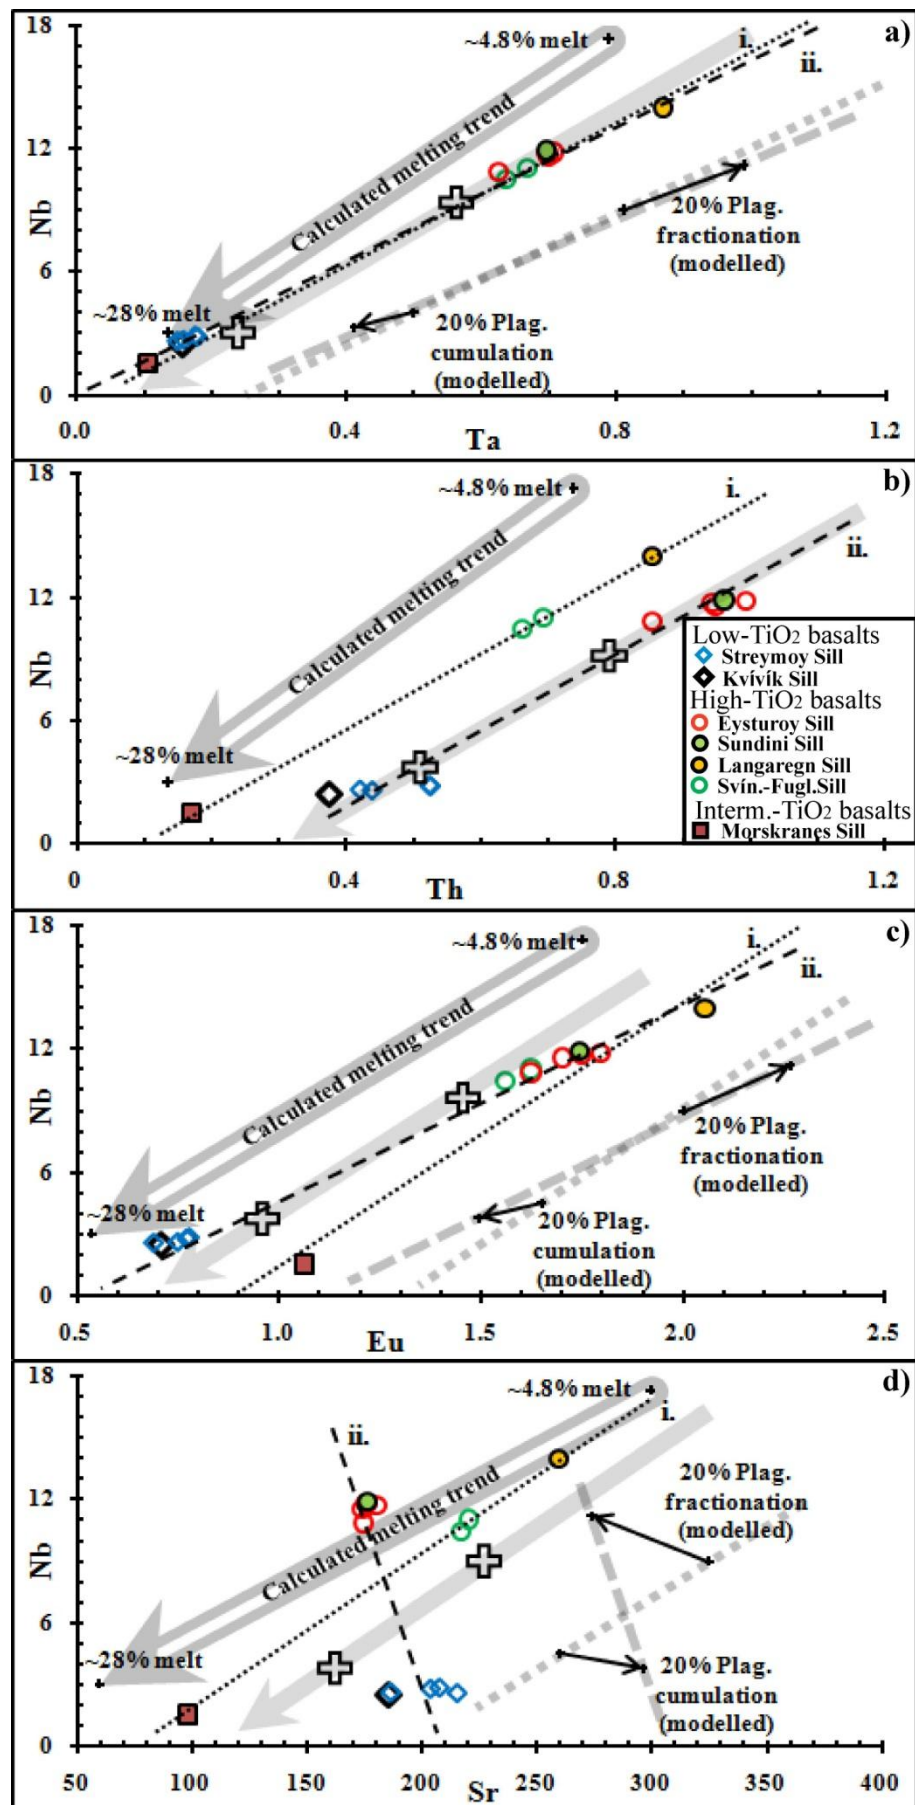 18
a)
~4.8% melt
i.
ii.
Calculated melting trend
12
Nb
20% Plag.
fractionation
(modelled)
6
~28% melt
20% Plag.
cumulation
(modelled)
0
0.0
0.4
0.8
1.2
Ta
18
b)
~4.8% melt
i.
ii.
Calculated melting trend
12
Nb
6
~28% melt
Low-TiO2 basalts
Streymoy Sill
Kvívík Sill
High-TiO2 basalts
Eysturoy Sill
Sundini Sill
Langaregn Sill
Svín.-Fugl.Sill
Interm.-TiO2 basalts
Morskranes Sill
0
0
0.4
0.8
1.2
Th
18
c)
~4.8% melt
i.
ii.
Calculated melting trend
12
Nb
20% Plag.
fractionation
(modelled)
6
~28% melt
20% Plag.
cumulation
(modelled)
0
0.5
1.0
1.5
2.0
2.5
Eu
18
d)
~4.8% melt
i.
ii.
Calculated melting trend
12
Nb
20% Plag.
fractionation
(modelled)
6
~28% melt
20% Plag.
cumulation
(modelled)
0
50
100
150
200
250
300
350
400
Sr